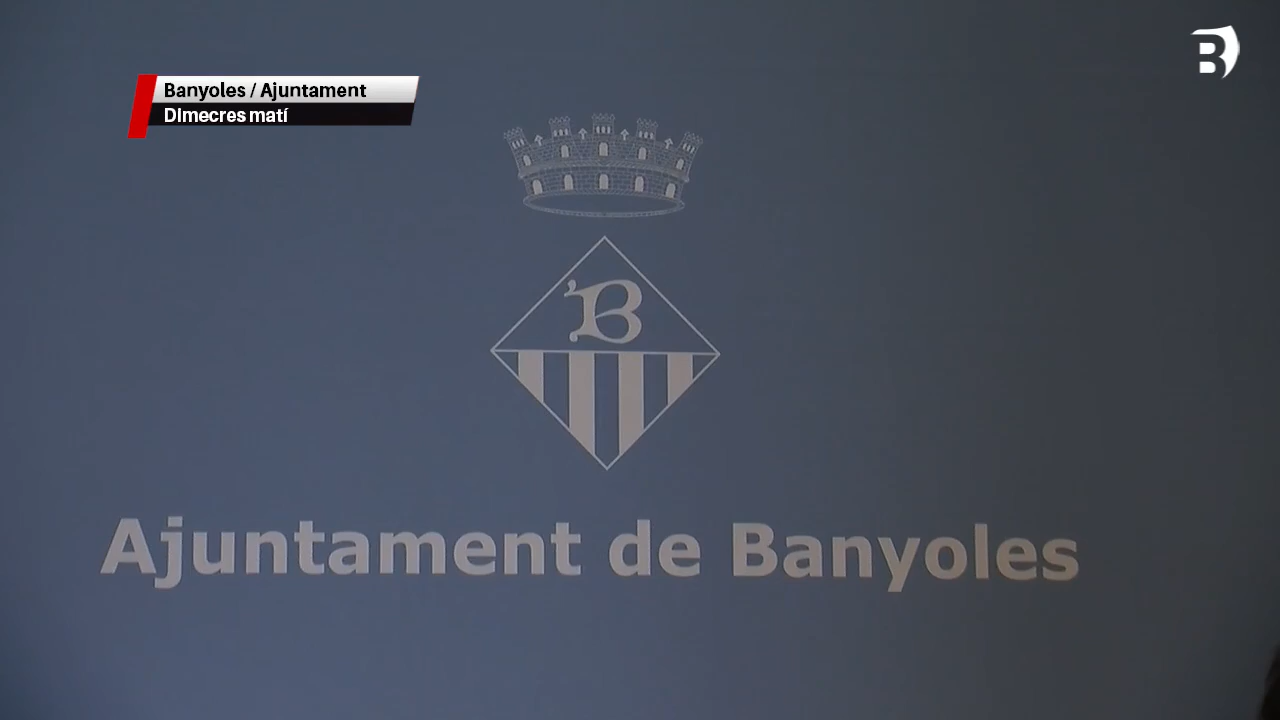 Banyoles / Ajuntament
Dimecres matí
B
B
Ajuntament de Banyoles